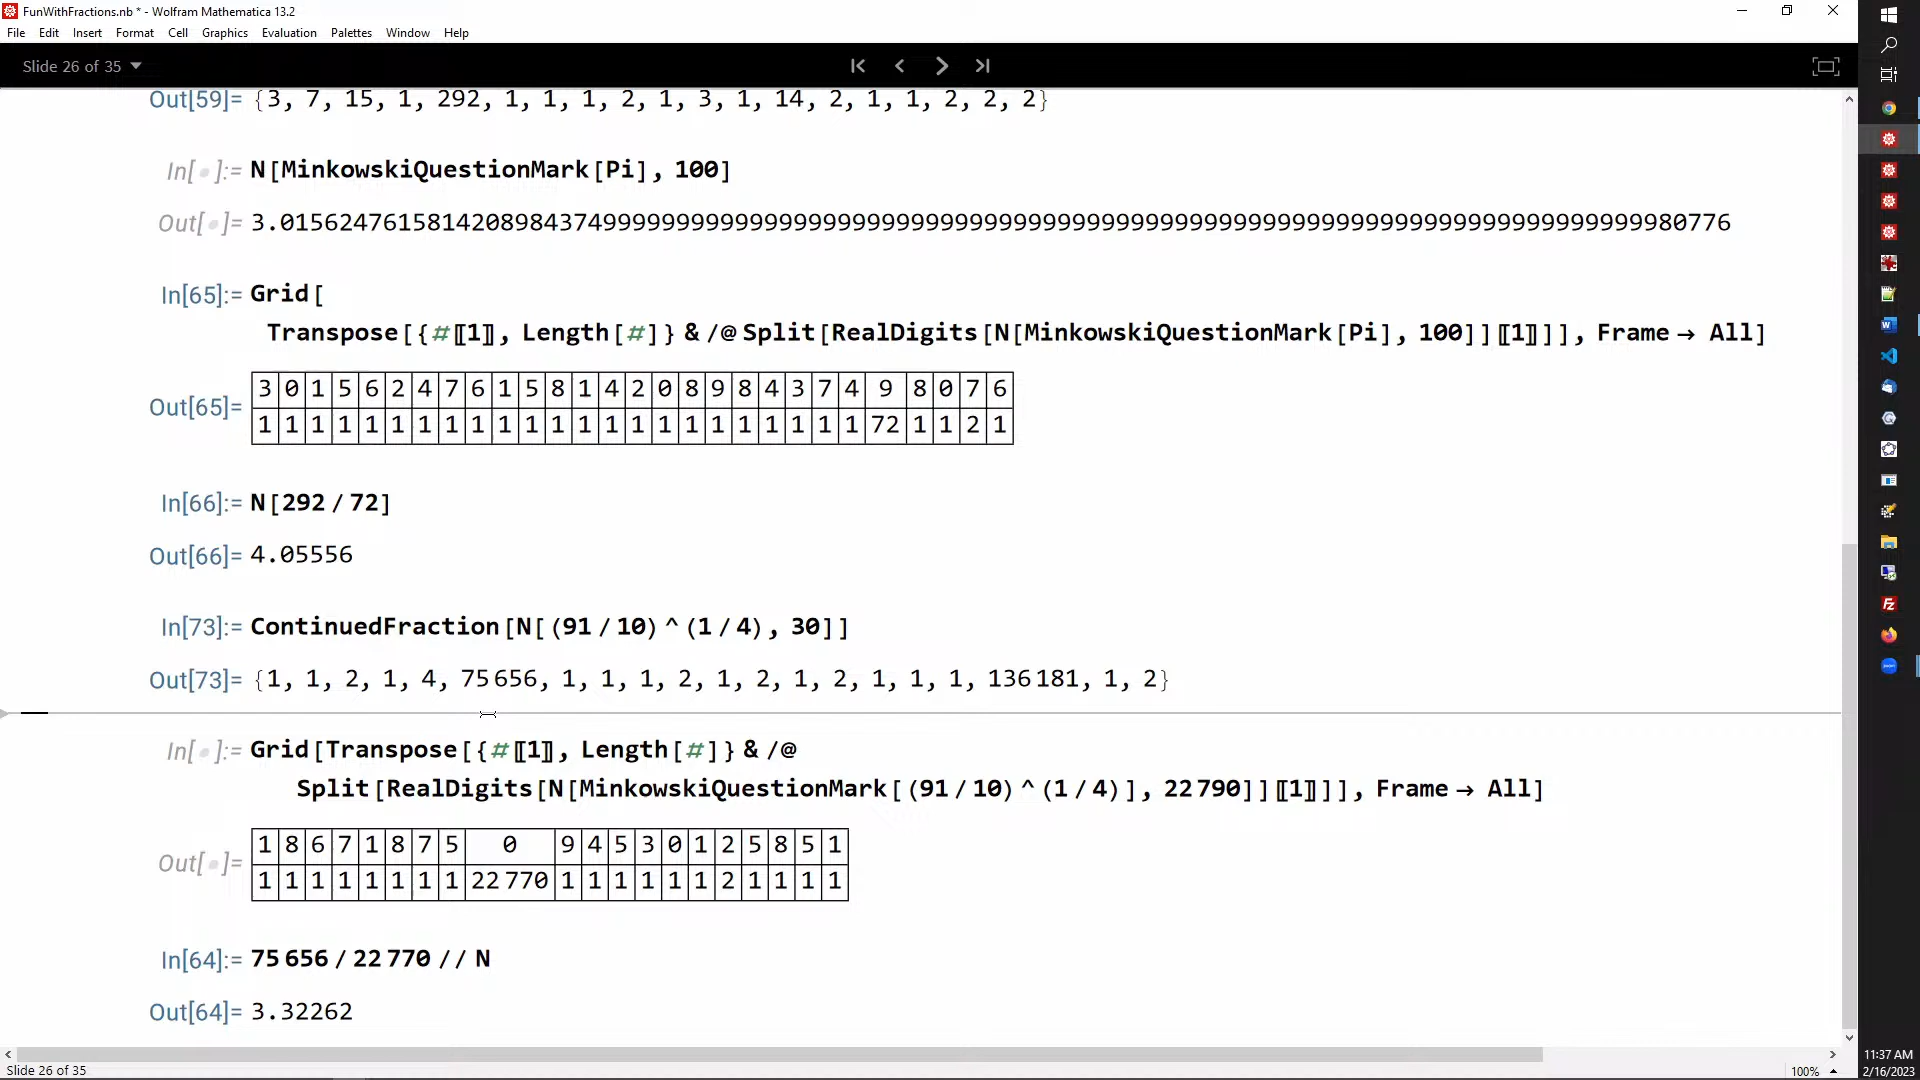 FunWithFractions.nb * - Wolfram Mathematica 13.2
File Edit Insert Format Cell Graphics Evaluation Palettes Window Help
Slide 26 of 35
Out[59]= {3, 7, 15, 1, 292, 1, 1, 1, 2, 1, 3, 1, 14, 2, 1, 1, 2, 2, 2}
In[ ]:= N[MinkowskiQuestionMark[Pi], 100]
Out[ ]= 3.015624761581420898437499999999999999999999999999999999999999999999999999999999999999999999999980776
In[65]:= Grid[
Transpose[{#[[1]], Length[#]} & /@ Split[RealDigits[N[MinkowskiQuestionMark[Pi], 100]][[1]]]], Frame → All]
Out[65]=
3 0 1 5 6 2 4 7 6 1 5 8 1 4 2 0 8 9 8 4 3 7 4 9 8 0 7 6
1 1 1 1 1 1 1 1 1 1 1 1 1 1 1 1 1 1 1 1 1 1 1 72 1 1 2 1
In[66]:= N[292 / 72]
Out[66]= 4.05556
In[73]:= ContinuedFraction[N[(91 / 10) ^ (1 / 4), 30]]
Out[73]= {1, 1, 2, 1, 4, 75 656, 1, 1, 1, 2, 1, 2, 1, 2, 1, 1, 1, 136 181, 1, 2}
In[ ]:= Grid[Transpose[{#[[1]], Length[#]} & /@
Split[RealDigits[N[MinkowskiQuestionMark[(91 / 10) ^ (1 / 4)], 22 790]][[1]]]], Frame → All]
Out[ ]=
1 8 6 7 1 8 7 5 0 9 4 5 3 0 1 2 5 8 5 1
1 1 1 1 1 1 1 1 22 770 1 1 1 1 1 1 2 1 1 1 1
In[64]:= 75 656 / 22 770 // N
Out[64]= 3.32262
Slide 26 of 35
100%
11:37 AM
2/16/2023